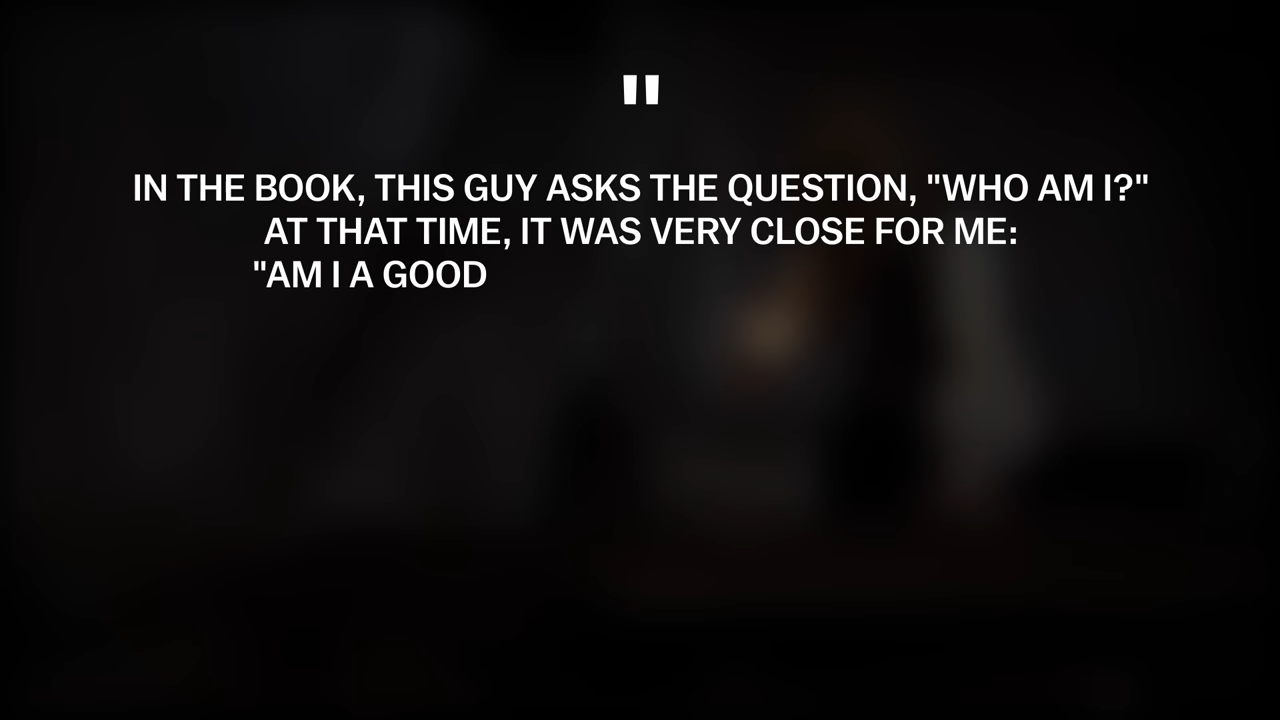 "
IN THE BOOK, THIS GUY ASKS THE QUESTION, "WHO AM I?"
AT THAT TIME, IT WAS VERY CLOSE FOR ME:
"AM I A GOOD